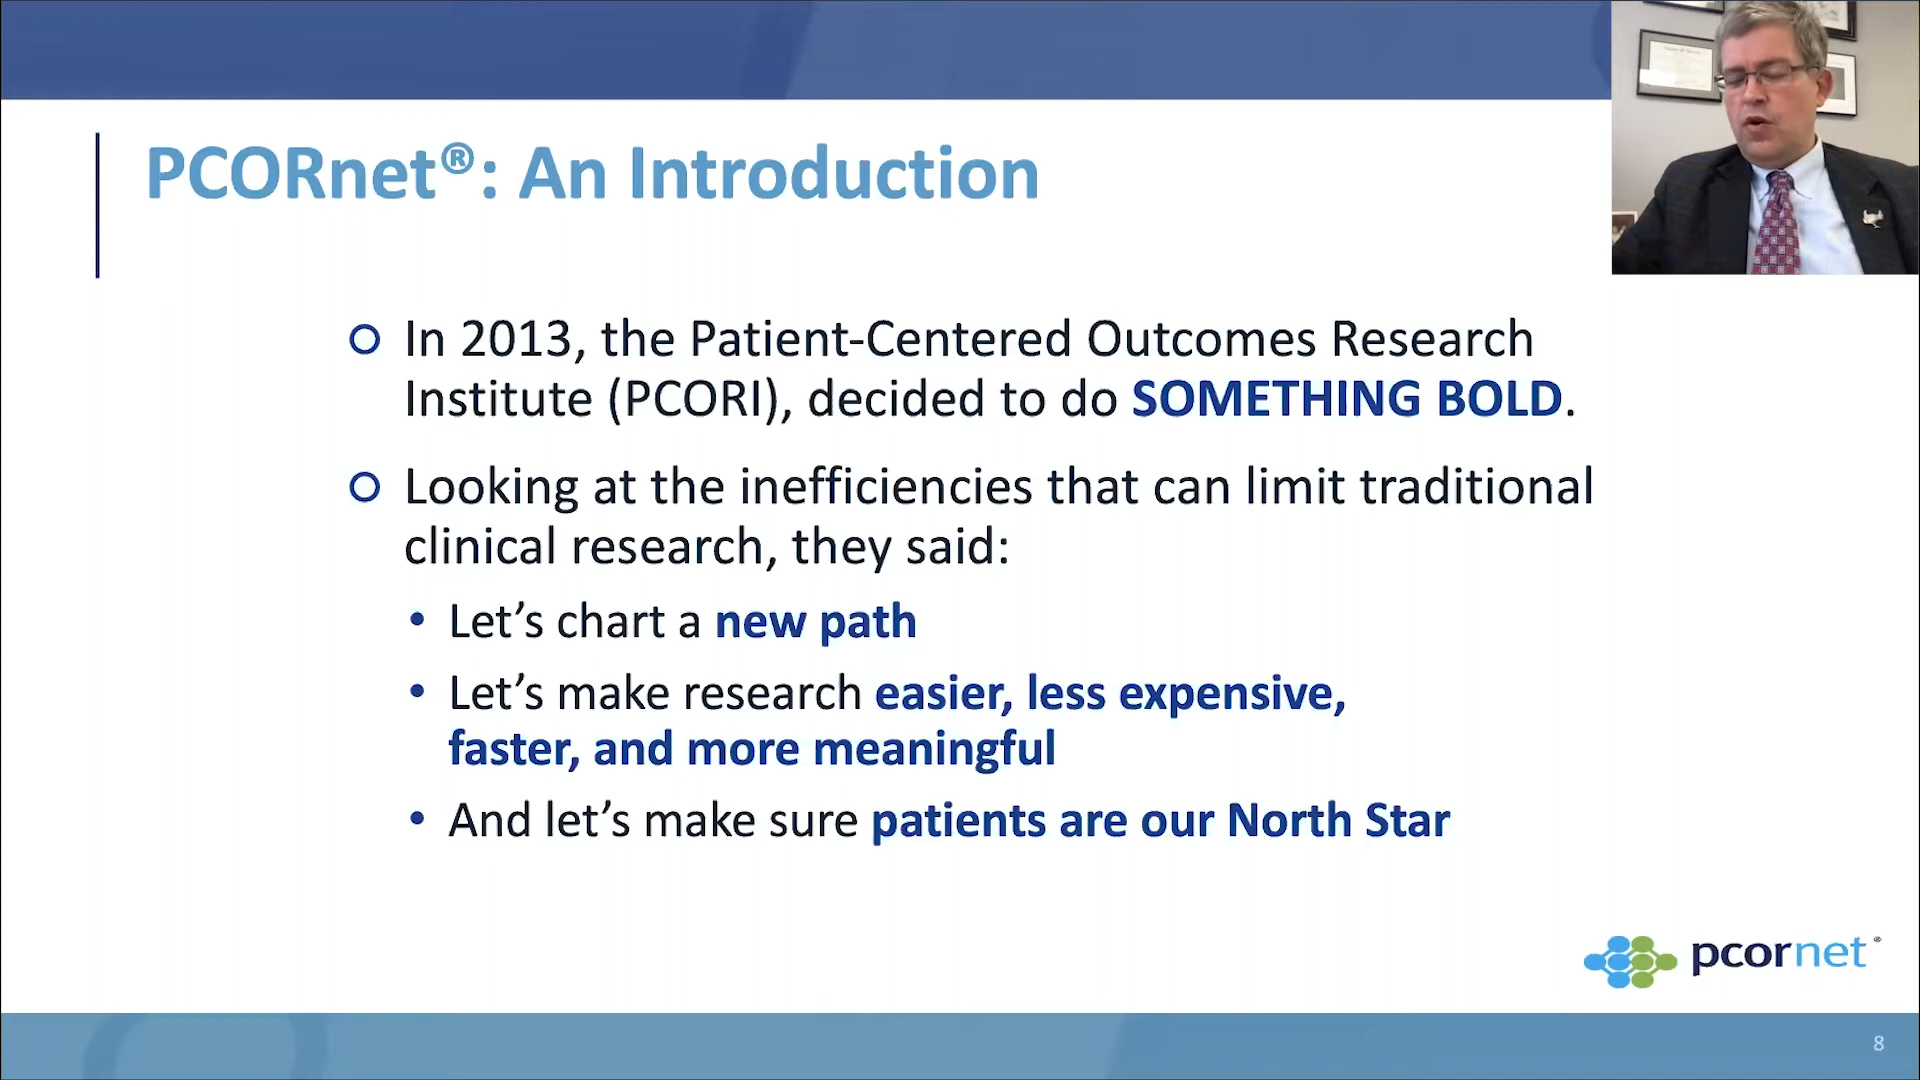 PCORnet®: An Introduction
In 2013, the Patient-Centered Outcomes Research
Institute (PCORI), decided to do SOMETHING BOLD.
Looking at the inefficiencies that can limit traditional
clinical research, they said:
• Let’s chart a new path
• Let’s make research easier, less expensive,
faster, and more meaningful
• And let’s make sure patients are our North Star
pcornet®
8